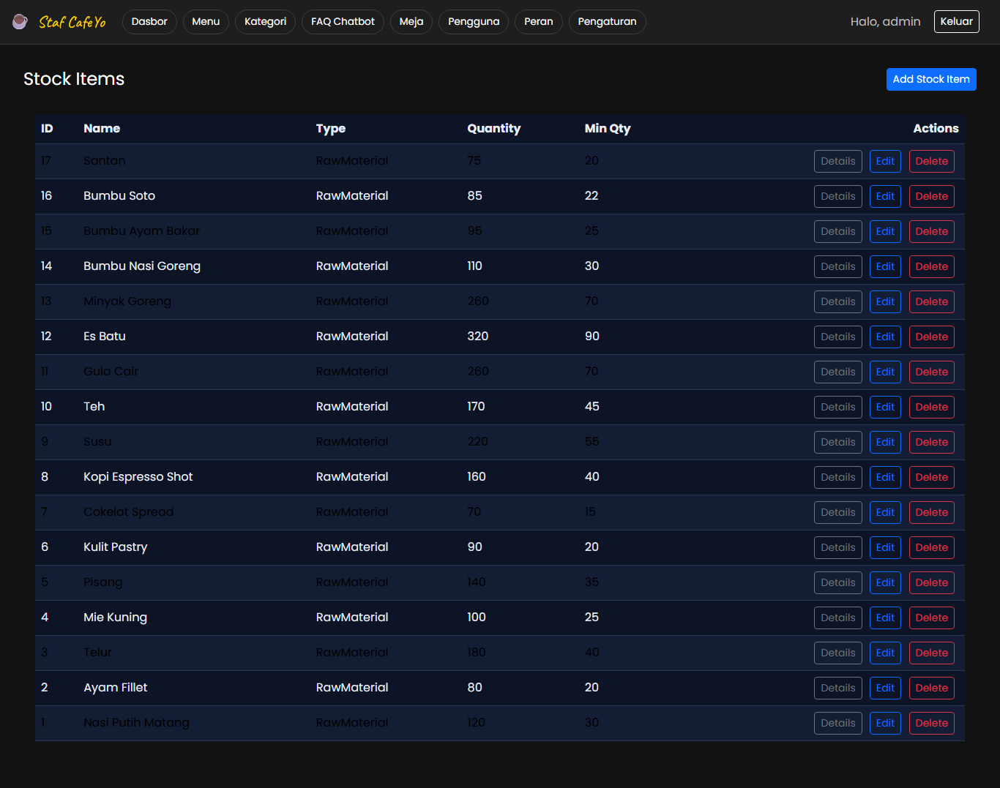 Staf CafeYo Dasbor Menu Kategori FAQ Chatbot Meja Pengguna Peran Pengaturan Halo, admin Keluar
Stock Items Add Stock Item
ID Name Type Quantity Min Qty Actions
17 Santan RawMaterial 75 20 Details Edit Delete
16 Bumbu Soto RawMaterial 85 22 Details Edit Delete
15 Bumbu Ayam Bakar RawMaterial 95 25 Details Edit Delete
14 Bumbu Nasi Goreng RawMaterial 110 30 Details Edit Delete
13 Minyak Goreng RawMaterial 260 70 Details Edit Delete
12 Es Batu RawMaterial 320 90 Details Edit Delete
11 Gula Cair RawMaterial 260 70 Details Edit Delete
10 Teh RawMaterial 170 45 Details Edit Delete
9 Susu RawMaterial 220 55 Details Edit Delete
8 Kopi Espresso Shot RawMaterial 160 40 Details Edit Delete
7 Cokelat Spread RawMaterial 70 15 Details Edit Delete
6 Kulit Pastry RawMaterial 90 20 Details Edit Delete
5 Pisang RawMaterial 140 35 Details Edit Delete
4 Mie Kuning RawMaterial 100 25 Details Edit Delete
3 Telur RawMaterial 180 40 Details Edit Delete
2 Ayam Fillet RawMaterial 80 20 Details Edit Delete
1 Nasi Putih Matang RawMaterial 120 30 Details Edit Delete